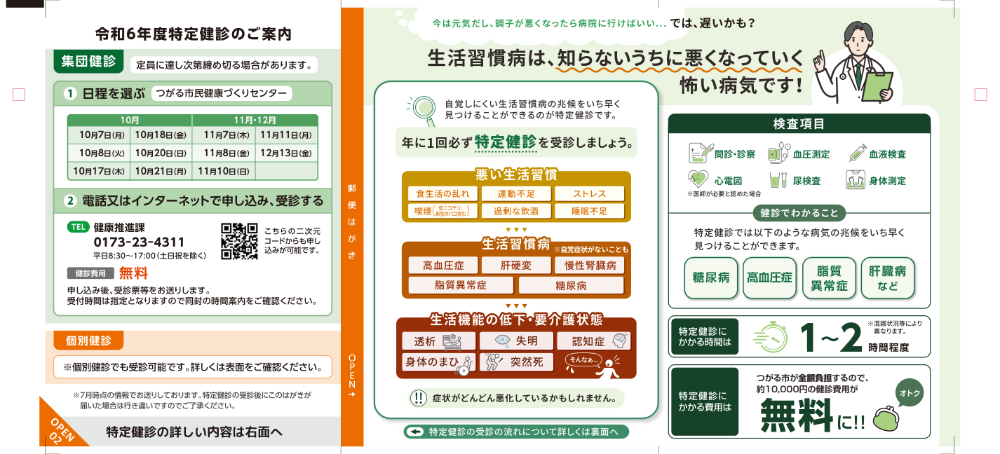 令和6年度特定健診のご案内
集団健診
定員に達し次第締め切る場合があります。
1 日程を選ぶ つがる市民健康づくりセンター
10月 11月・12月
10月7日(月) 10月18日(金) 11月7日(木) 11月11日(月)
10月8日(火) 10月20日(日) 11月8日(金) 12月13日(金)
10月17日(木) 10月21日(月) 11月10日(日)
2 電話又はインターネットで申し込み、受診する
TEL 健康推進課
0173-23-4311
平日8:30〜17:00(土日祝を除く)
こちらの二次元
コードからも申し
込みが可能です。
健診費用 無料
申し込み後、受診票等をお送りします。
受付時間は指定となりますので同封の時間案内をご確認ください。
個別健診
※個別健診でも受診可能です。詳しくは表面をご確認ください。
※7月時点の情報でお送りしております。特定健診の受診後にこのはがきが
届いた場合は行き違いですのでご了承ください。
OPEN
02
特定健診の詳しい内容は右面へ
郵便はがき
OPEN→
今は元気だし、調子が悪くなったら病院に行けばいい... では、遅いかも?
生活習慣病は、知らないうちに悪くなっていく
怖い病気です!
自覚しにくい生活習慣病の兆候をいち早く
見つけることができるのが特定健診です。
年に1回必ず特定健診を受診しましょう。
悪い生活習慣
食生活の乱れ 運動不足 ストレス
喫煙(低ニコチン、新型タバコ含む) 過剰な飲酒 睡眠不足
▼▼▼
生活習慣病 ※自覚症状がないことも
高血圧症 肝硬変 慢性腎臓病
脂質異常症 糖尿病
▼▼▼
生活機能の低下・要介護状態
透析 失明 認知症
身体のまひ 突然死 そんなぁ...
!! 症状がどんどん悪化しているかもしれません。
← 特定健診の受診の流れについて詳しくは裏面へ
検査項目
問診・診察 血圧測定 血液検査
心電図 尿検査 身体測定
※医師が必要と認めた場合
健診でわかること
特定健診では以下のような病気の兆候をいち早く
見つけることができます。
糖尿病 高血圧症 脂質異常症 肝臓病など
特定健診に
かかる時間は
1〜2時間程度
※混雑状況等により
異なります。
特定健診に
かかる費用は
つがる市が全額負担するので、
約10,000円の健診費用が
無料に!!
オトク